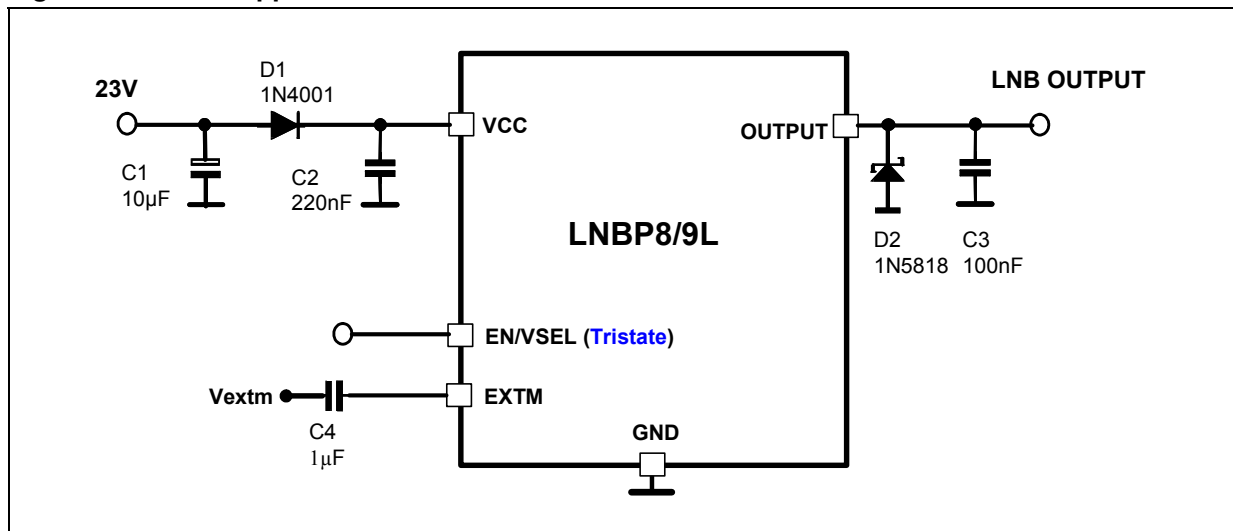 23V
D1
1N4001
C1
10µF
C2
220nF
VCC
OUTPUT
LNB OUTPUT
LNBP8/9L
D2
1N5818
C3
100nF
EN/VSEL (Tristate)
Vextm
EXTM
C4
1µF
GND